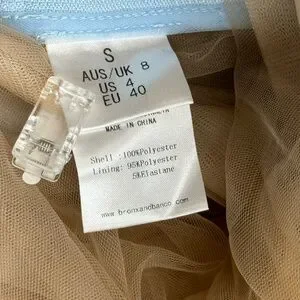 S
AUS/UK 8
US 4
EU 40
MADE IN CHINA
Shell :100%Polyester
Lining: 95%Polyester
5%Elastane
www.bronxandbanco.com